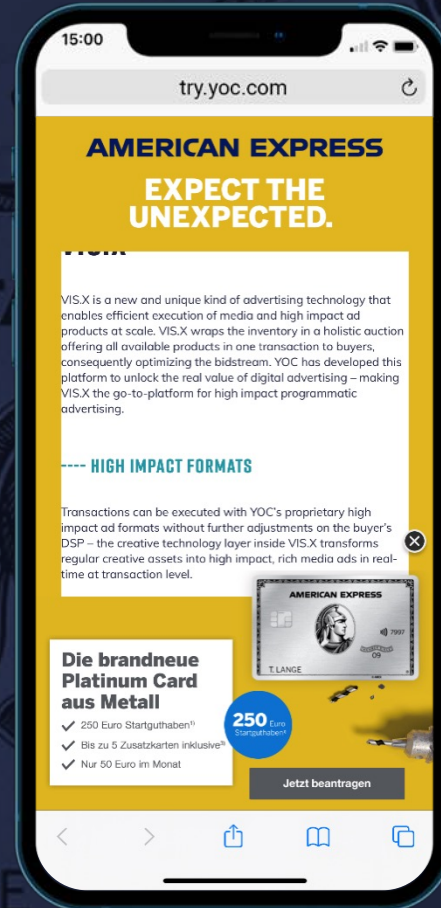 15:00
try.yoc.com
AMERICAN EXPRESS
EXPECT THE
UNEXPECTED.
VIS.X
VIS.X is a new and unique kind of advertising technology that
enables efficient execution of media and high impact ad
products at scale. VIS.X wraps the inventory in a holistic auction
offering all available products in one transaction to buyers,
consequently optimizing the bidstream. YOC has developed this
platform to unlock the real value of digital advertising – making
VIS.X the go-to-platform for high impact programmatic
advertising.
---- HIGH IMPACT FORMATS
Transactions can be executed with YOC's proprietary high
impact ad formats without further adjustments on the buyer's
DSP – the creative technology layer inside VIS.X transforms
regular creative assets into high impact, rich media ads in real-
time at transaction level.
AMERICAN EXPRESS
7997
09
T. LANGE
Die brandneue
Platinum Card
aus Metall
250 Euro Startguthaben¹⁾
Bis zu 5 Zusatzkarten inklusive
Nur 50 Euro im Monat
250 Euro
Startguthaben
Jetzt beantragen